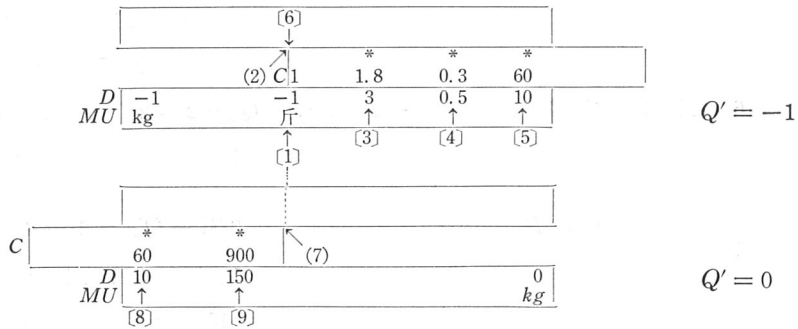 [6]
* * *
(2) C 1 1.8 0.3 60
D -1 -1 3 0.5 10
MU kg 斤
Q′ = −1
[3] [4] [5]
[1]
* * (7)
C 60 900
D 10 150 0
MU kg
Q′ = 0
[8] [9]